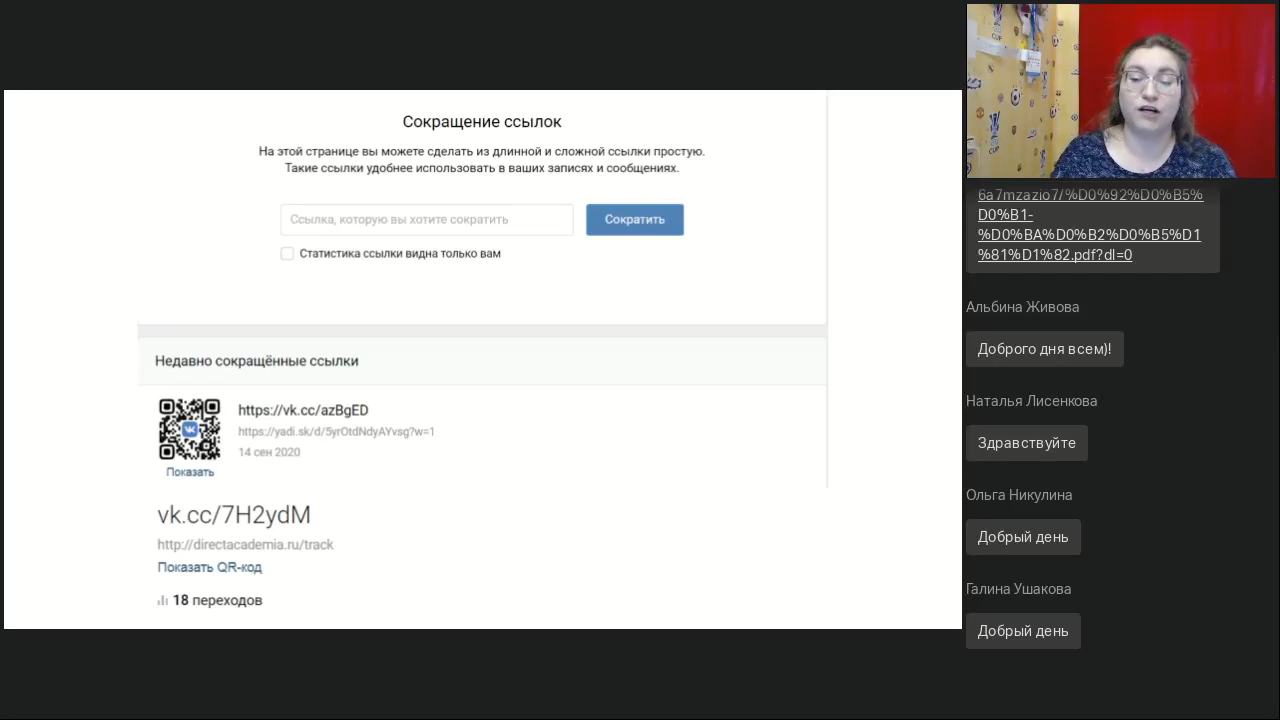 Сокращение ссылок
На этой странице вы можете сделать из длинной и сложной ссылки простую.
Такие ссылки удобнее использовать в ваших записях и сообщениях.
Ссылка, которую вы хотите сократить
Сократить
Статистика ссылки видна только вам
Недавно сокращённые ссылки
https://vk.cc/azBgED
https://yadi.sk/d/5yrOtdNdyAYvsg?w=1
14 сен 2020
Показать
vk.cc/7H2ydM
http://directacademia.ru/track
Показать QR-код
18 переходов
6a7mzazio7/%D0%92%D0%B5%
D0%B1-
%D0%BA%D0%B2%D0%B5%D1
%81%D1%82.pdf?dl=0
Альбина Живова
Доброго дня всем)!
Наталья Лисенкова
Здравствуйте
Ольга Никулина
Добрый день
Галина Ушакова
Добрый день